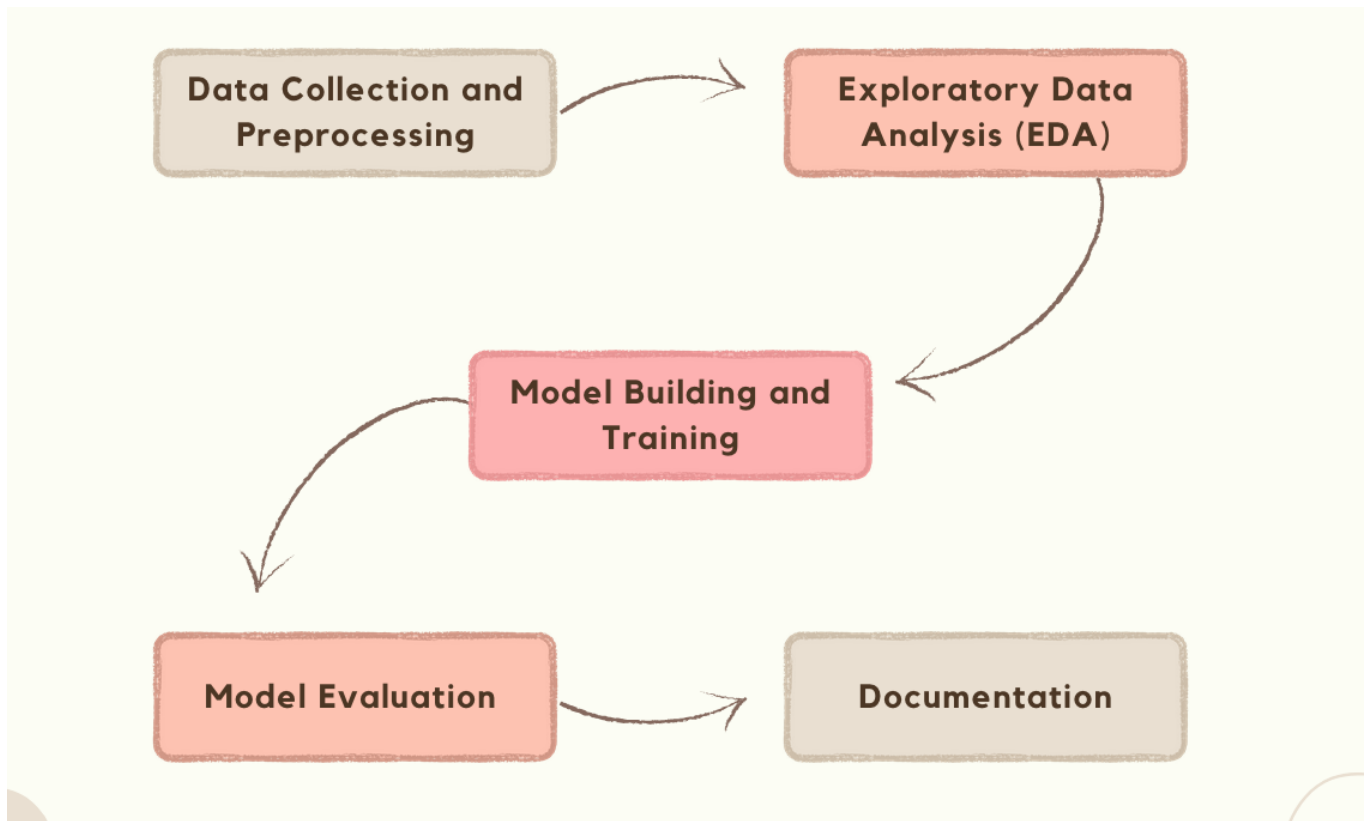 Data Collection and
Preprocessing
Exploratory Data
Analysis (EDA)
Model Building and
Training
Model Evaluation
Documentation